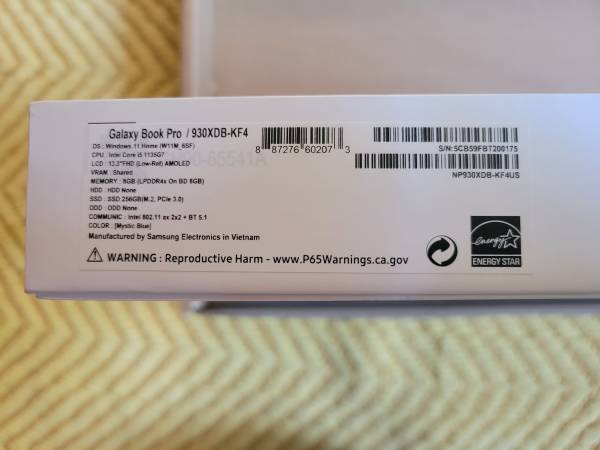 Galaxy Book Pro / 930XDB-KF4
OS : Windows 11 Home (W11M_6SF)
CPU : Intel Core i5 1135G7
LCD : 13.3"FHD (Low-Ref) AMOLED
VRAM : Shared
MEMORY : 8GB (LPDDR4x On BD 8GB)
HDD : HDD None
SSD : SSD 256GB(M.2, PCIe 3.0)
ODD : ODD None
COMMUNIC : Intel 802.11 ax 2x2 + BT 5.1
COLOR : [Mystic Blue]
Manufactured by Samsung Electronics in Vietnam
WARNING : Reproductive Harm - www.P65Warnings.ca.gov
8 87276 60207 3
S/N:5CB59FBT200175
NP930XDB-KF4US
energy
ENERGY STAR